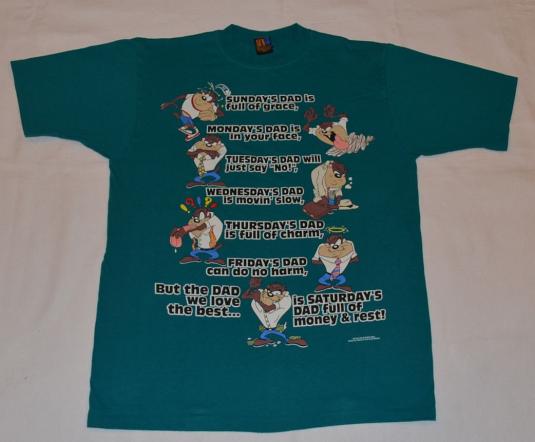 SUNDAY'S DAD is
full of grace,
MONDAY'S DAD is
in your face,
TUESDAY'S DAD will
just say "No!",
WEDNESDAY'S DAD
is movin' slow,
THURSDAY'S DAD
is full of charm,
FRIDAY'S DAD
can do no harm,
But the DAD
we love
the best...
is SATURDAY'S
DAD full of
money & rest!